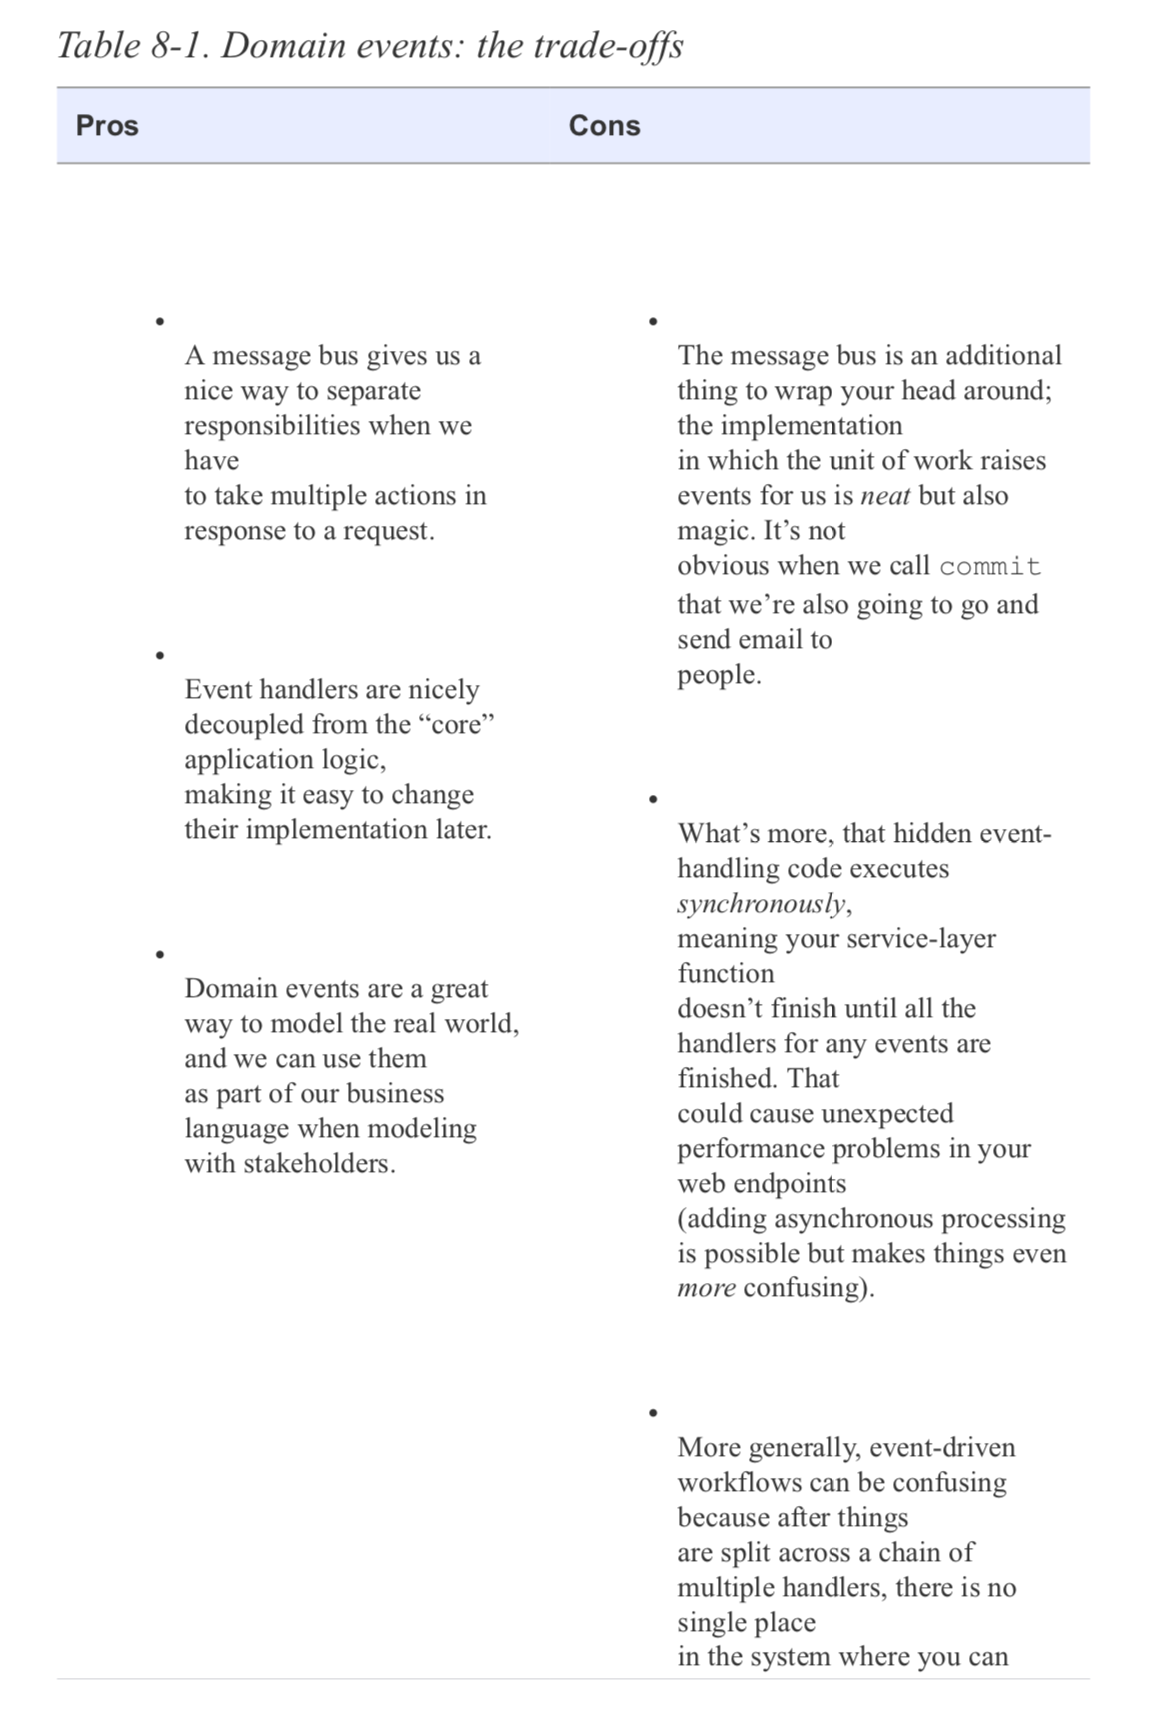 Table 8-1. Domain events: the trade-offs
Pros
Cons
•
A message bus gives us a
nice way to separate
responsibilities when we
have
to take multiple actions in
response to a request.
•
Event handlers are nicely
decoupled from the “core”
application logic,
making it easy to change
their implementation later.
•
Domain events are a great
way to model the real world,
and we can use them
as part of our business
language when modeling
with stakeholders.
•
The message bus is an additional
thing to wrap your head around;
the implementation
in which the unit of work raises
events for us is neat but also
magic. It’s not
obvious when we call commit
that we’re also going to go and
send email to
people.
•
What’s more, that hidden event-
handling code executes
synchronously,
meaning your service-layer
function
doesn’t finish until all the
handlers for any events are
finished. That
could cause unexpected
performance problems in your
web endpoints
(adding asynchronous processing
is possible but makes things even
more confusing).
•
More generally, event-driven
workflows can be confusing
because after things
are split across a chain of
multiple handlers, there is no
single place
in the system where you can